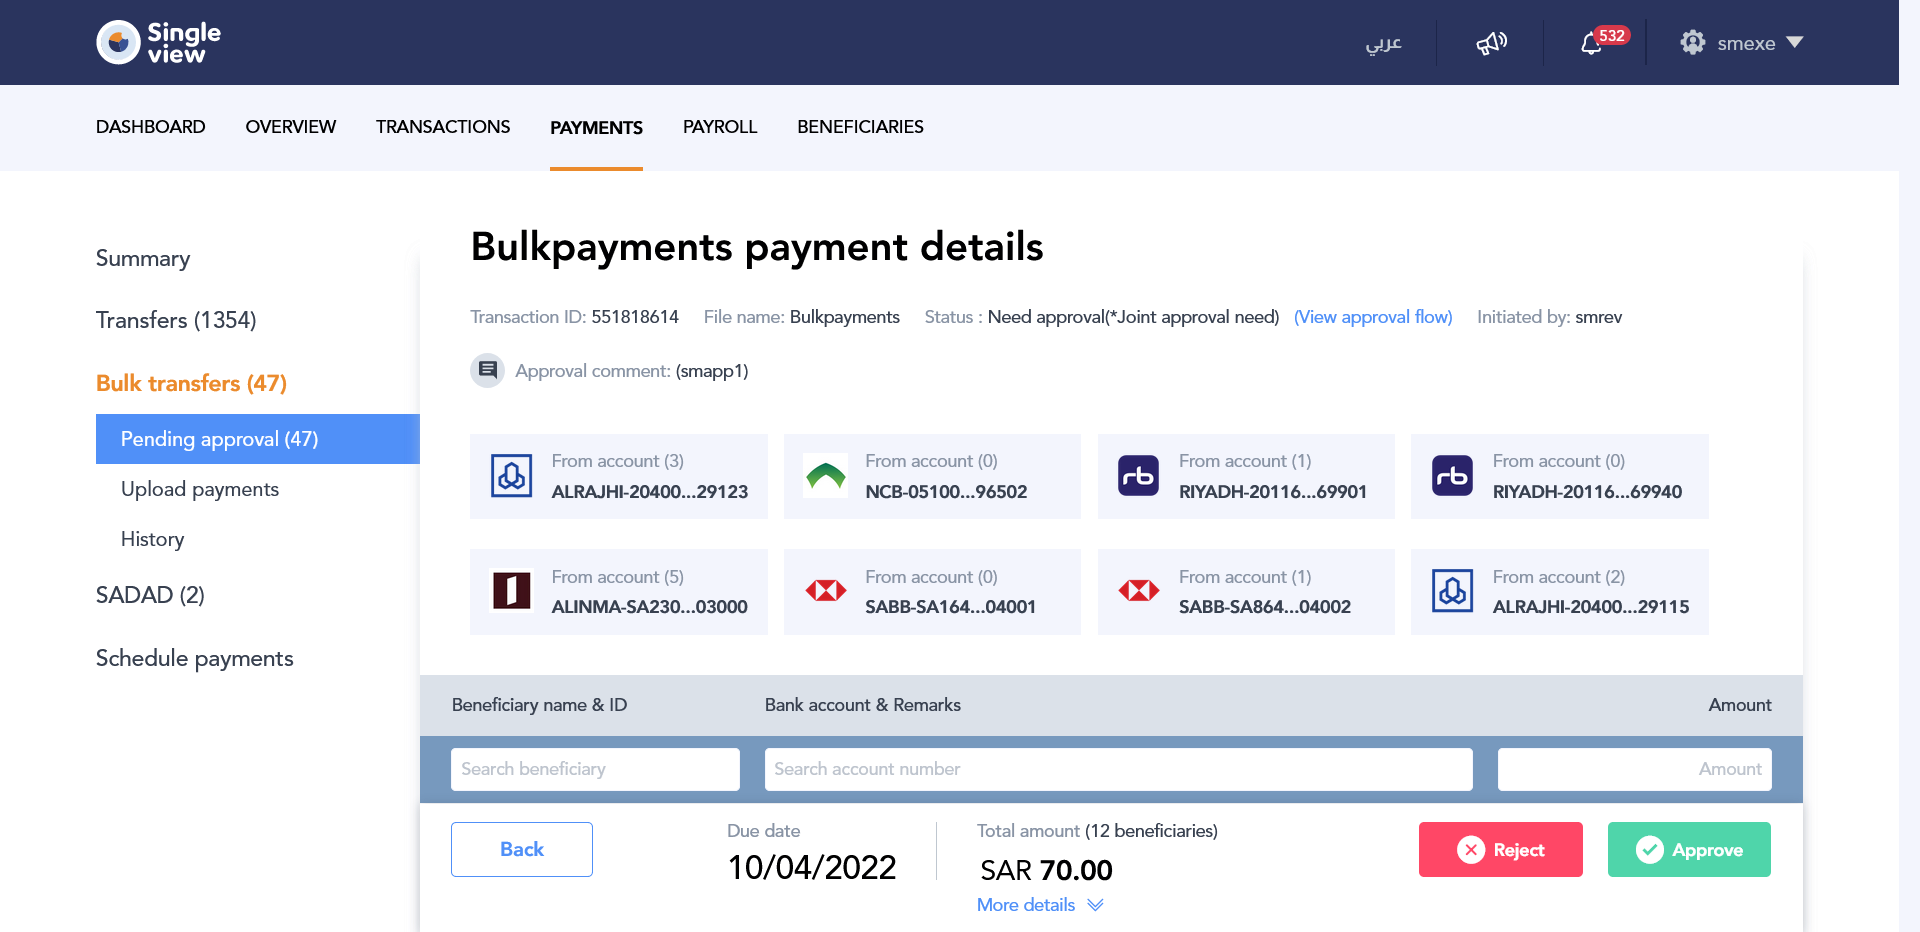 Single
view
عربي
532
smexe
DASHBOARD OVERVIEW TRANSACTIONS PAYMENTS PAYROLL BENEFICIARIES
Summary
Transfers (1354)
Bulk transfers (47)
Pending approval (47)
Upload payments
History
SADAD (2)
Schedule payments
Bulkpayments payment details
Transaction ID: 551818614 File name: Bulkpayments Status : Need approval(*Joint approval need) (View approval flow) Initiated by: smrev
Approval comment: (smapp1)
From account (3)
ALRAJHI-20400...29123
From account (0)
NCB-05100...96502
rb
From account (1)
RIYADH-20116...69901
rb
From account (0)
RIYADH-20116...69940
From account (5)
ALINMA-SA230...03000
From account (0)
SABB-SA164...04001
From account (1)
SABB-SA864...04002
From account (2)
ALRAJHI-20400...29115
Beneficiary name & ID Bank account & Remarks Amount
Search beneficiary Search account number Amount
Back
Due date
10/04/2022
Total amount (12 beneficiaries)
SAR 70.00
More details
Reject
Approve